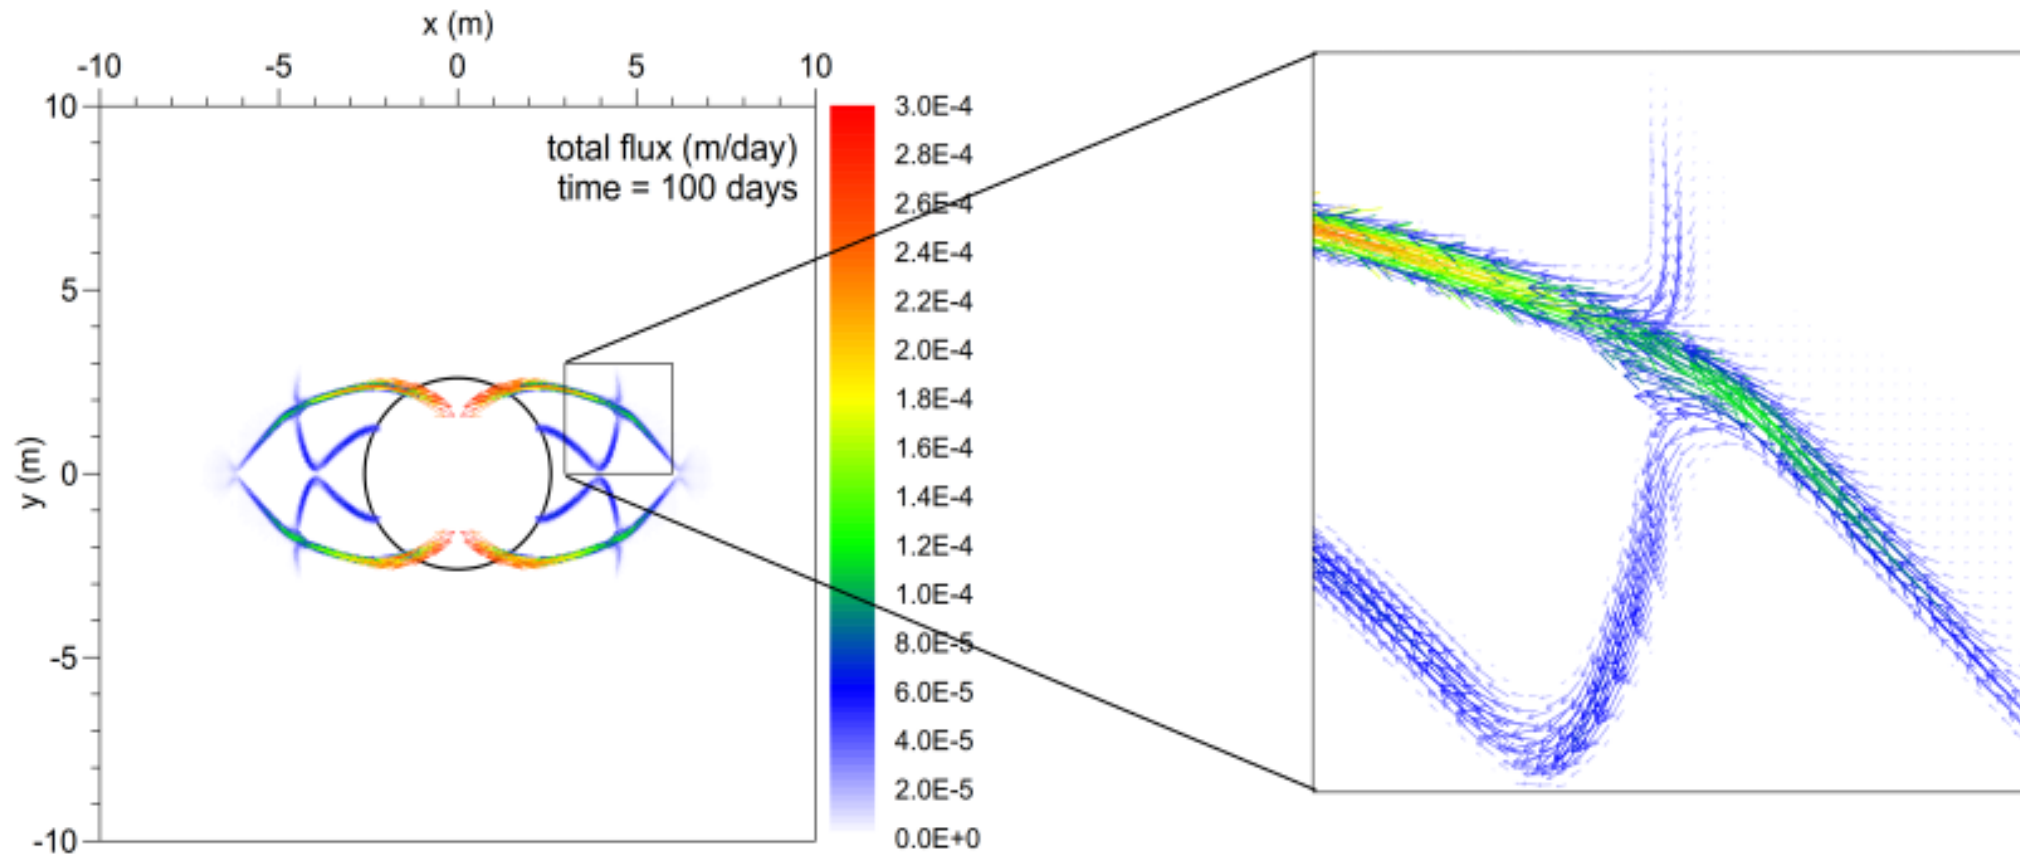 x (m)
-10 -5 0 5 10
10
5
0
-5
-10
y (m)
total flux (m/day)
time = 100 days
3.0E-4
2.8E-4
2.6E-4
2.4E-4
2.2E-4
2.0E-4
1.8E-4
1.6E-4
1.4E-4
1.2E-4
1.0E-4
8.0E-5
6.0E-5
4.0E-5
2.0E-5
0.0E+0